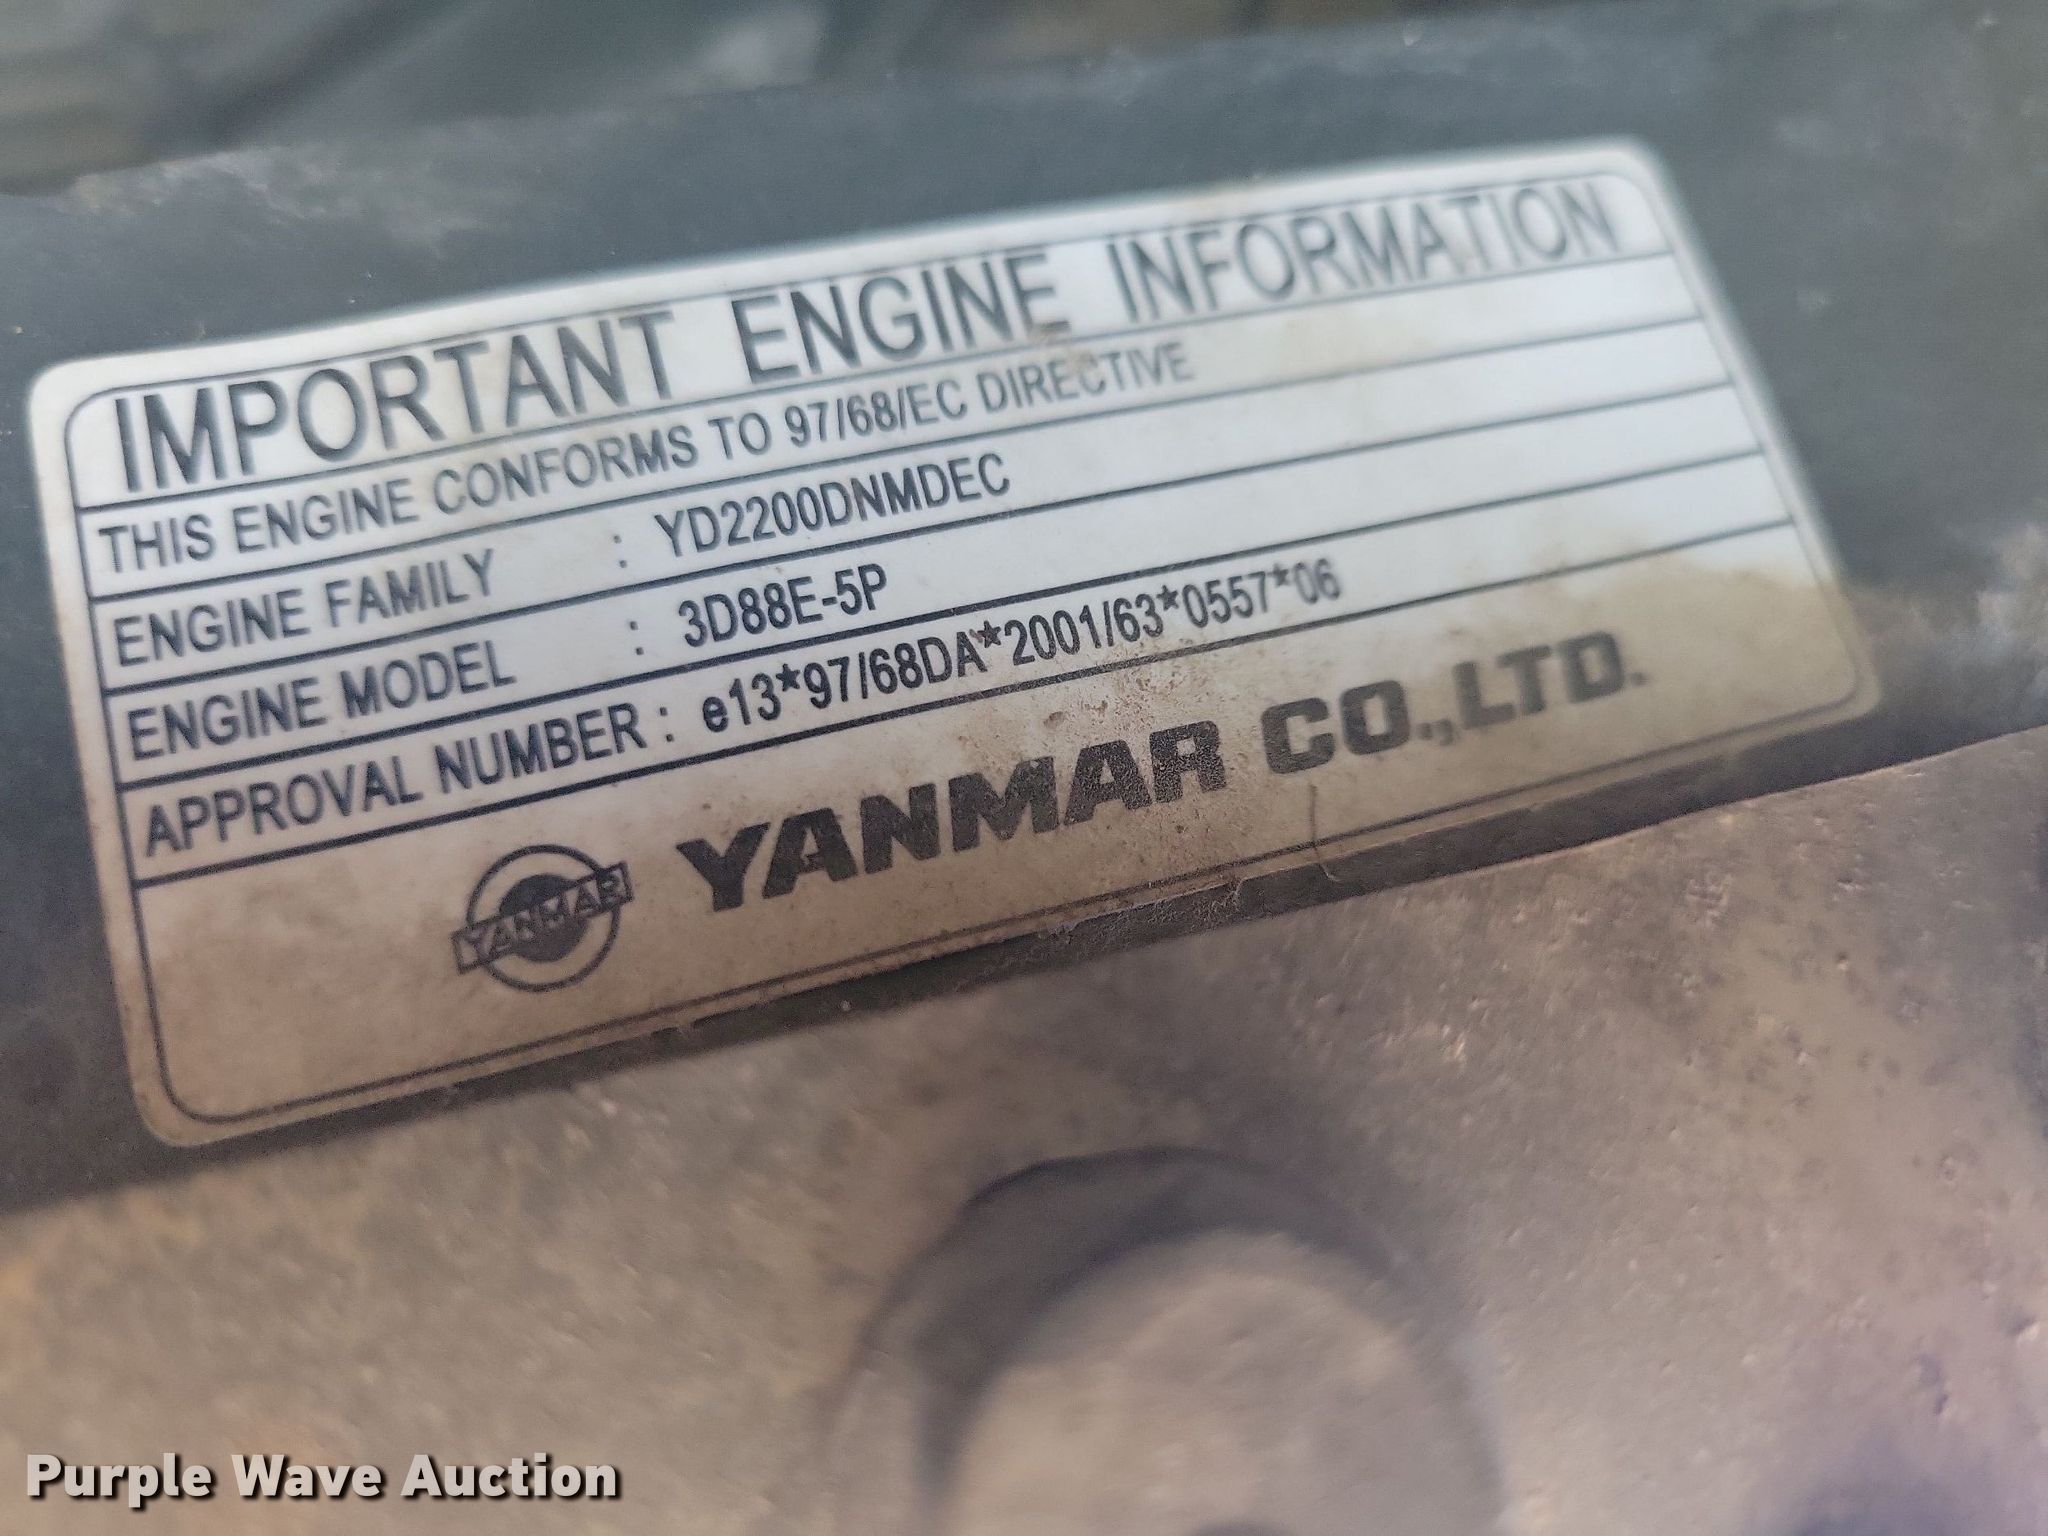 IMPORTANT ENGINE INFORMATION
THIS ENGINE CONFORMS TO 97/68/EC DIRECTIVE
ENGINE FAMILY : YD2200DNMDEC
ENGINE MODEL : 3D88E-5P
APPROVAL NUMBER : e13*97/68DA*2001/63*0557*06
YANMAR YANMAR CO.,LTD.
Purple Wave Auction